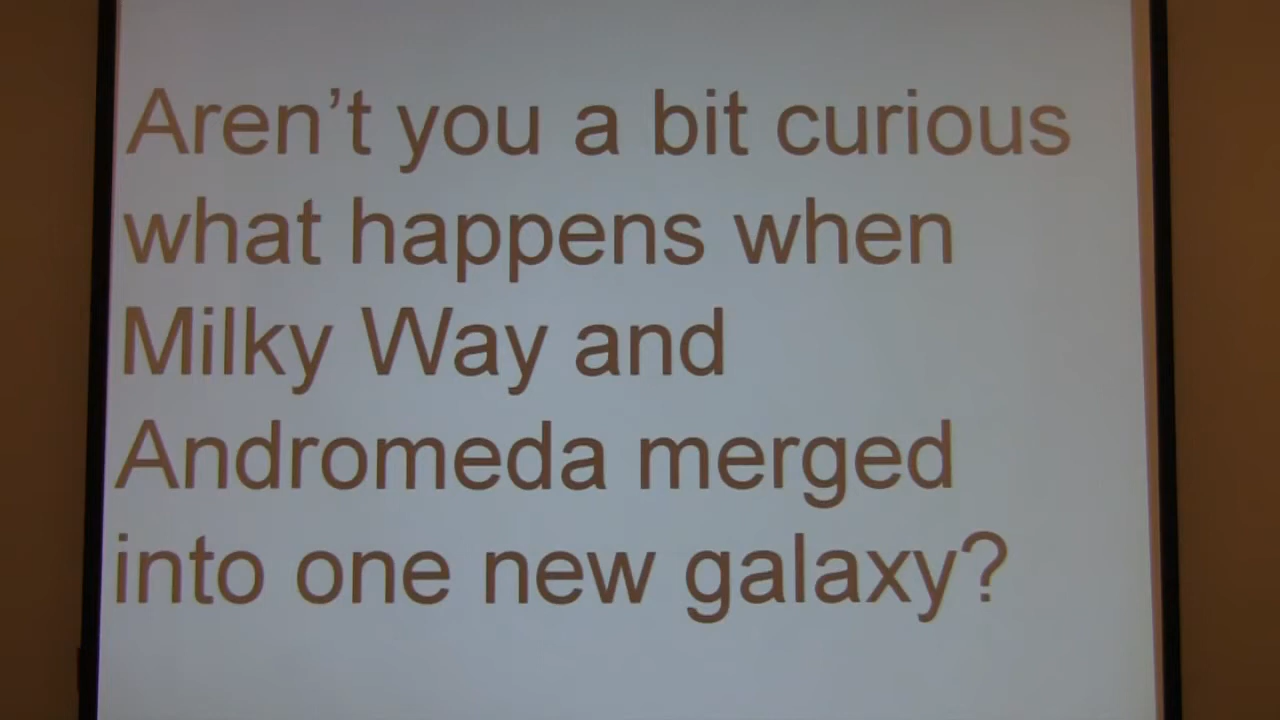 Aren’t you a bit curious
what happens when
Milky Way and
Andromeda merged
into one new galaxy?